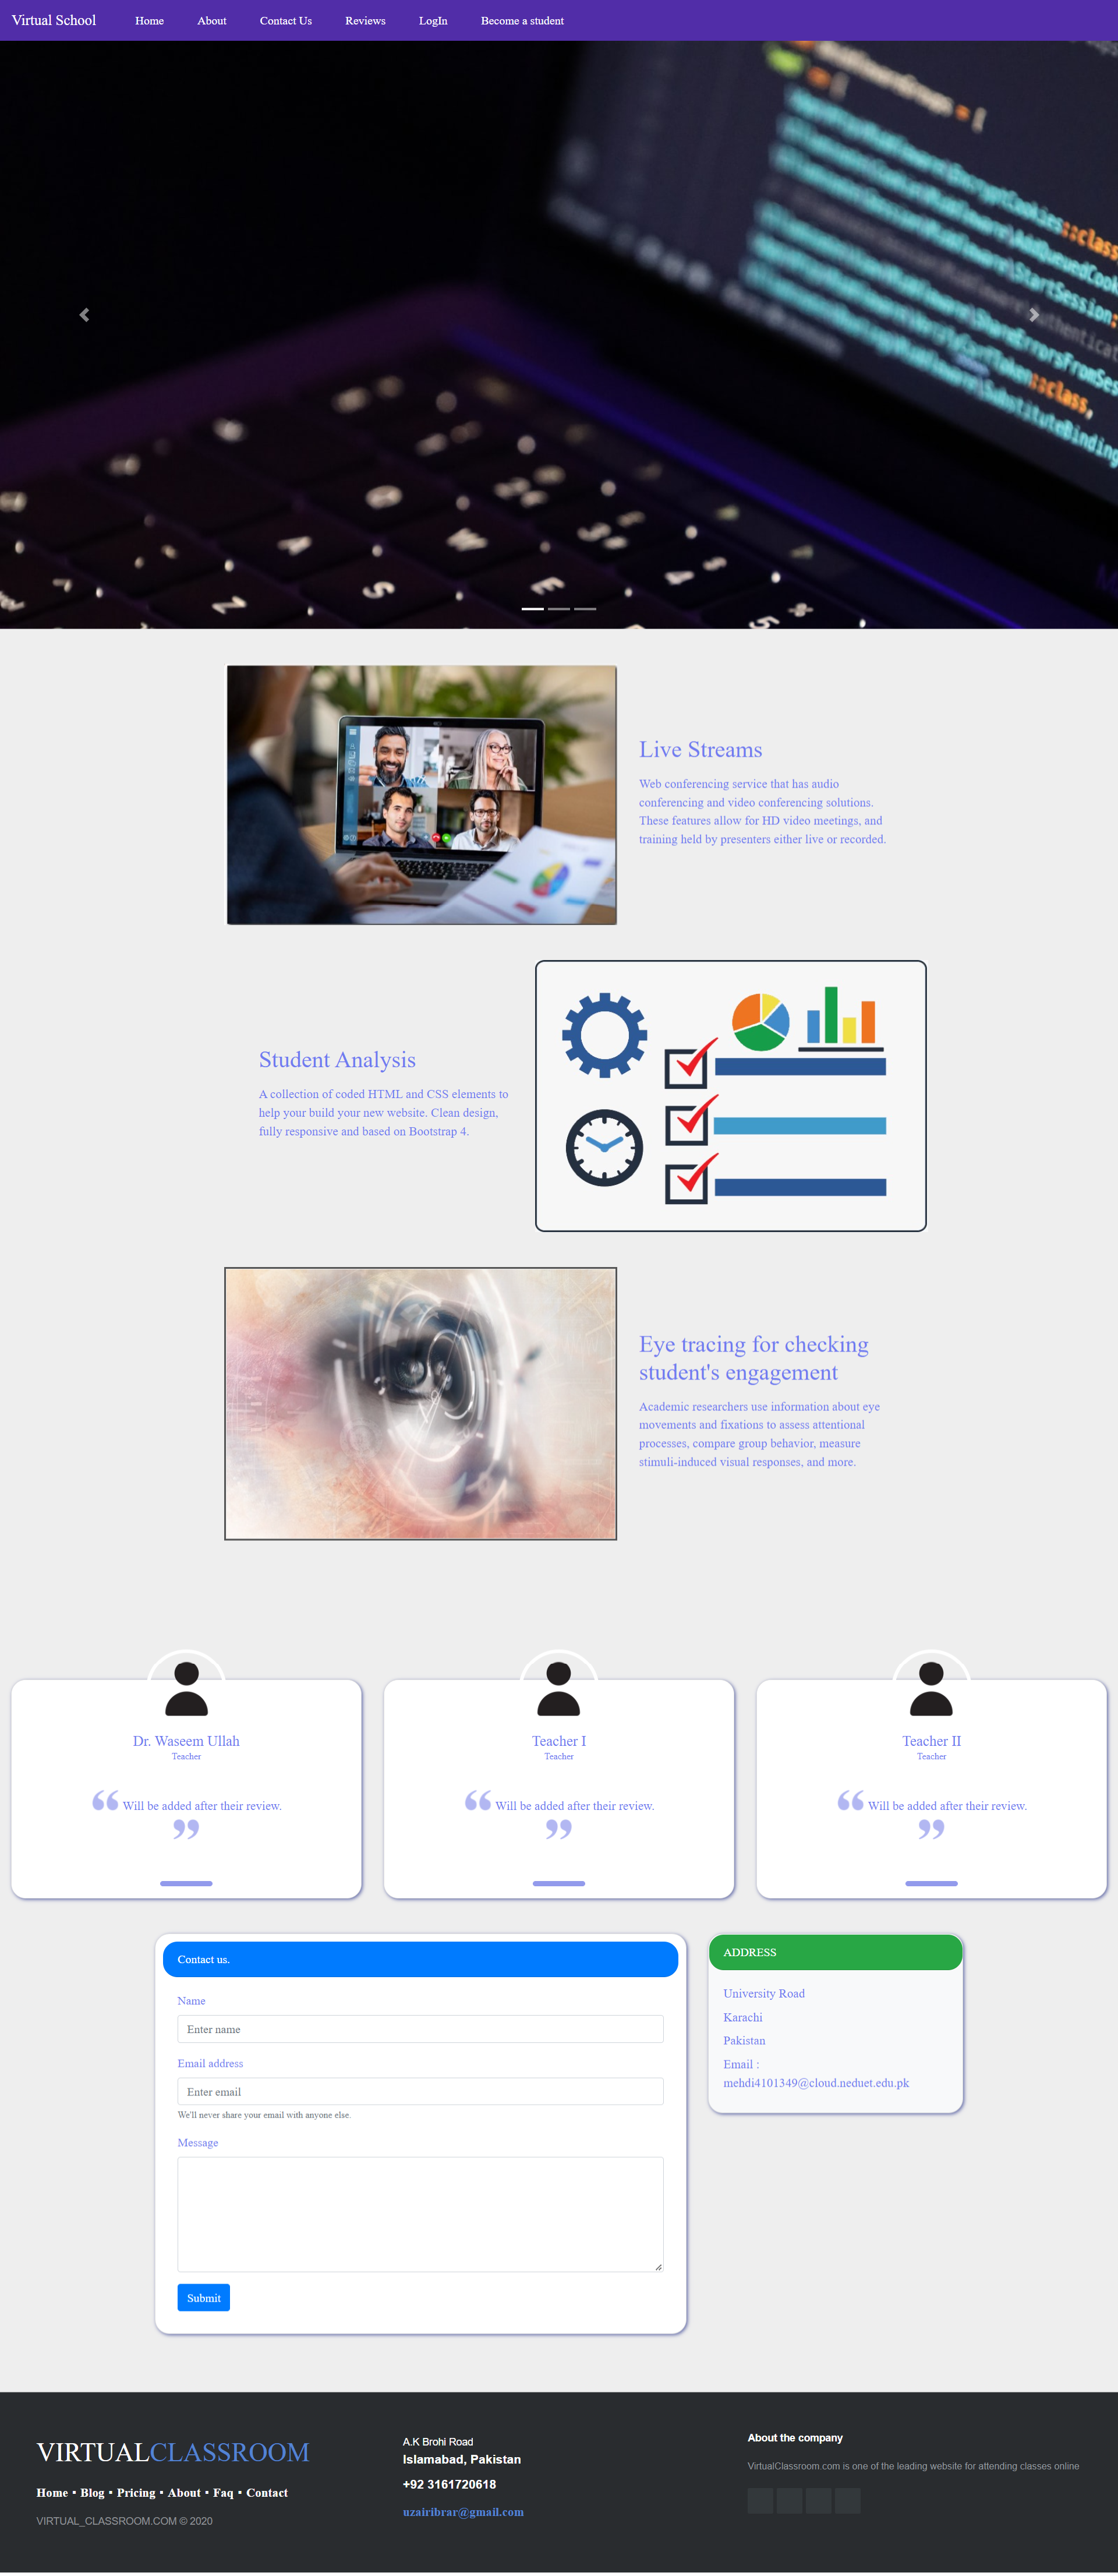 Virtual School
Home
About
Contact Us
Reviews
LogIn
Become a student
::class
::class,
Live Streams
Web conferencing service that has audio
conferencing and video conferencing solutions.
These features allow for HD video meetings, and
training held by presenters either live or recorded.
Student Analysis
A collection of coded HTML and CSS elements to
help your build your new website. Clean design,
fully responsive and based on Bootstrap 4.
Eye tracing for checking
student's engagement
Academic researchers use information about eye
movements and fixations to assess attentional
processes, compare group behavior, measure
stimuli-induced visual responses, and more.
Dr. Waseem Ullah
Teacher
“ Will be added after their review.
”
Teacher I
Teacher
“ Will be added after their review.
”
Teacher II
Teacher
“ Will be added after their review.
”
Contact us.
Name
Enter name
Email address
Enter email
We'll never share your email with anyone else.
Message
Submit
ADDRESS
University Road
Karachi
Pakistan
Email :
mehdi4101349@cloud.neduet.edu.pk
VIRTUALCLASSROOM
Home · Blog · Pricing · About · Faq · Contact
VIRTUAL_CLASSROOM.COM © 2020
A.K Brohi Road
Islamabad, Pakistan
+92 3161720618
uzairibrar@gmail.com
About the company
VirtualClassroom.com is one of the leading website for attending classes online